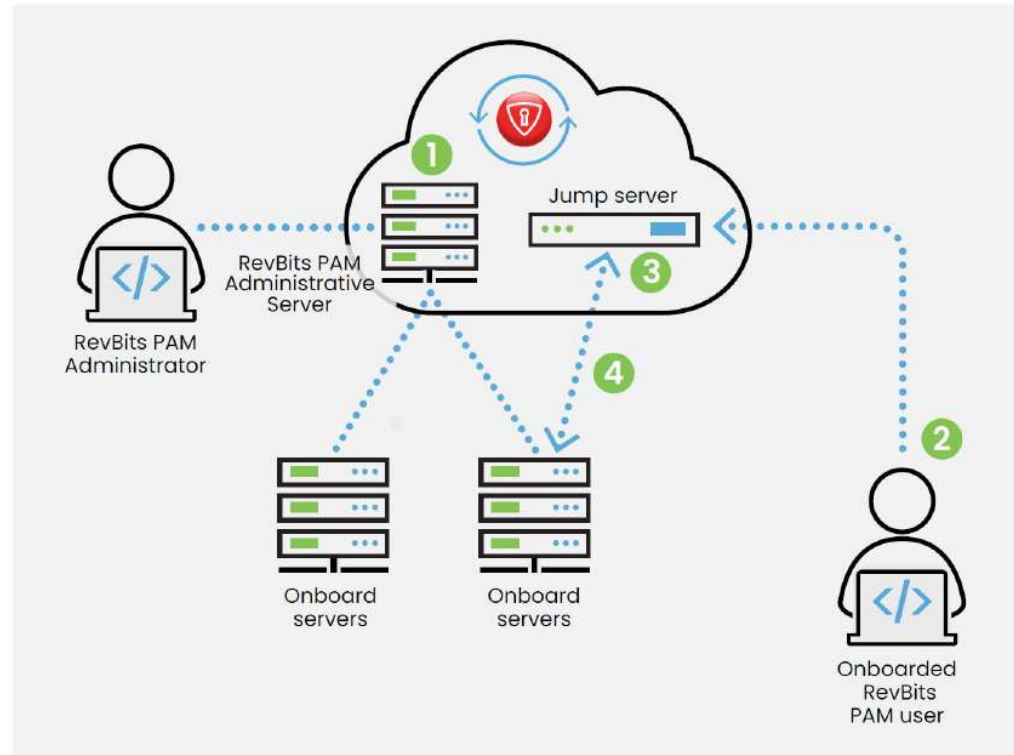 1
Jump server
3
RevBits PAM
Administrative
Server
</>
RevBits PAM
Administrator
4
2
Onboard
servers
Onboard
servers
</>
Onboarded
RevBits
PAM user